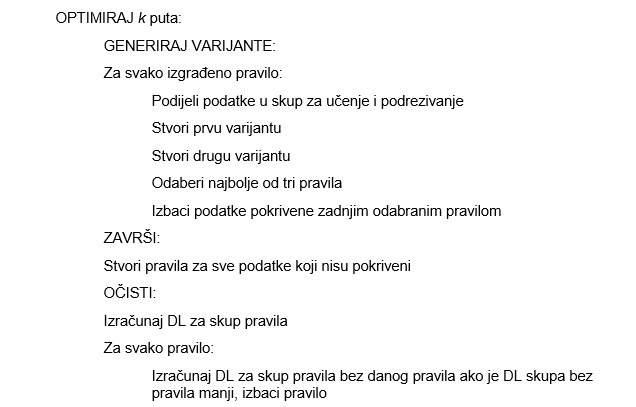 OPTIMIRAJ k puta:
GENERIRAJ VARIJANTE:
Za svako izgrađeno pravilo:
Podijeli podatke u skup za učenje i podrezivanje
Stvori prvu varijantu
Stvori drugu varijantu
Odaberi najbolje od tri pravila
Izbaci podatke pokrivene zadnjim odabranim pravilom
ZAVRŠI:
Stvori pravila za sve podatke koji nisu pokriveni
OČISTI:
Izračunaj DL za skup pravila
Za svako pravilo:
Izračunaj DL za skup pravila bez danog pravila ako je DL skupa bez
pravila manji, izbaci pravilo